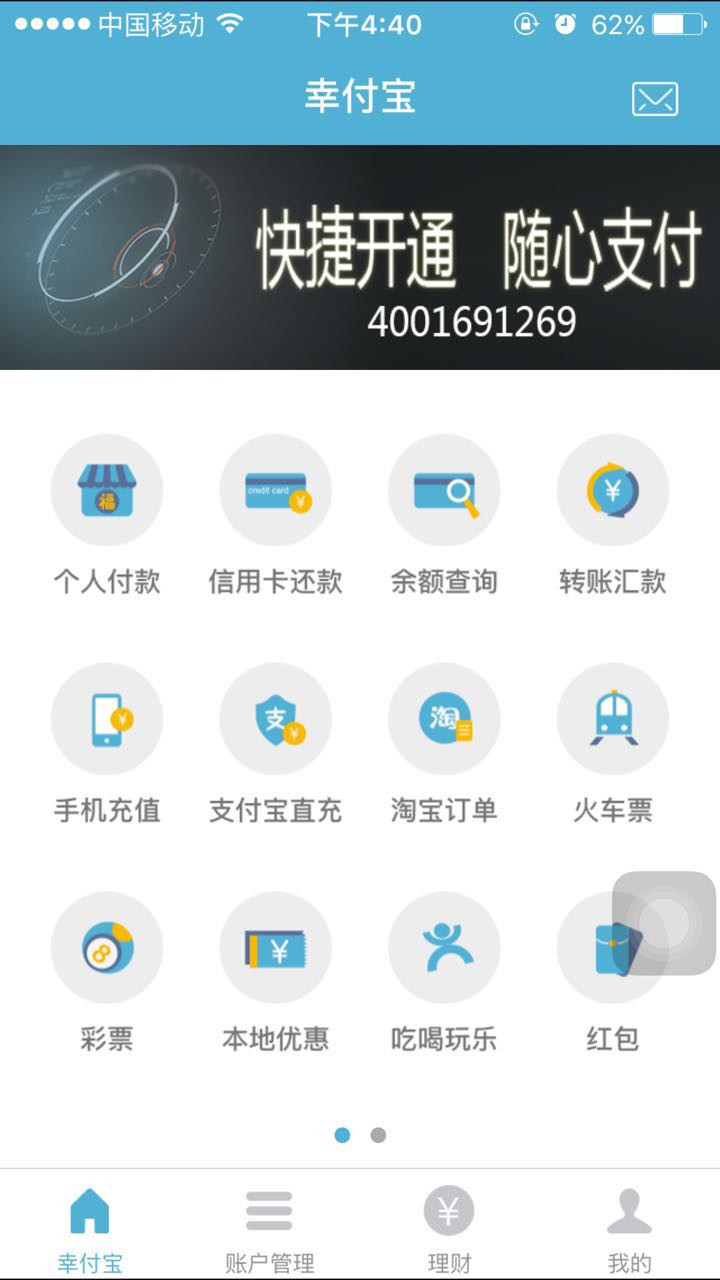 中国移动 下午4:40 62%
幸付宝
快捷开通 随心支付
4001691269
福
credit card ¥
¥
个人付款 信用卡还款 余额查询 转账汇款
¥
支 ¥
淘
手机充值 支付宝直充 淘宝订单 火车票
8
¥
彩票 本地优惠 吃喝玩乐 红包
¥
幸付宝 账户管理 理财 我的